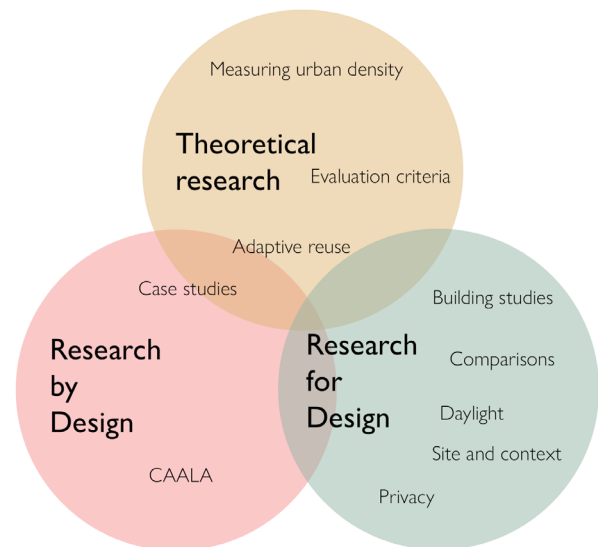 Measuring urban density
Theoretical
research
Evaluation criteria
Adaptive reuse
Case studies
Building studies
Research
by
Design
Research
for
Design
Comparisons
Daylight
Site and context
CAALA
Privacy